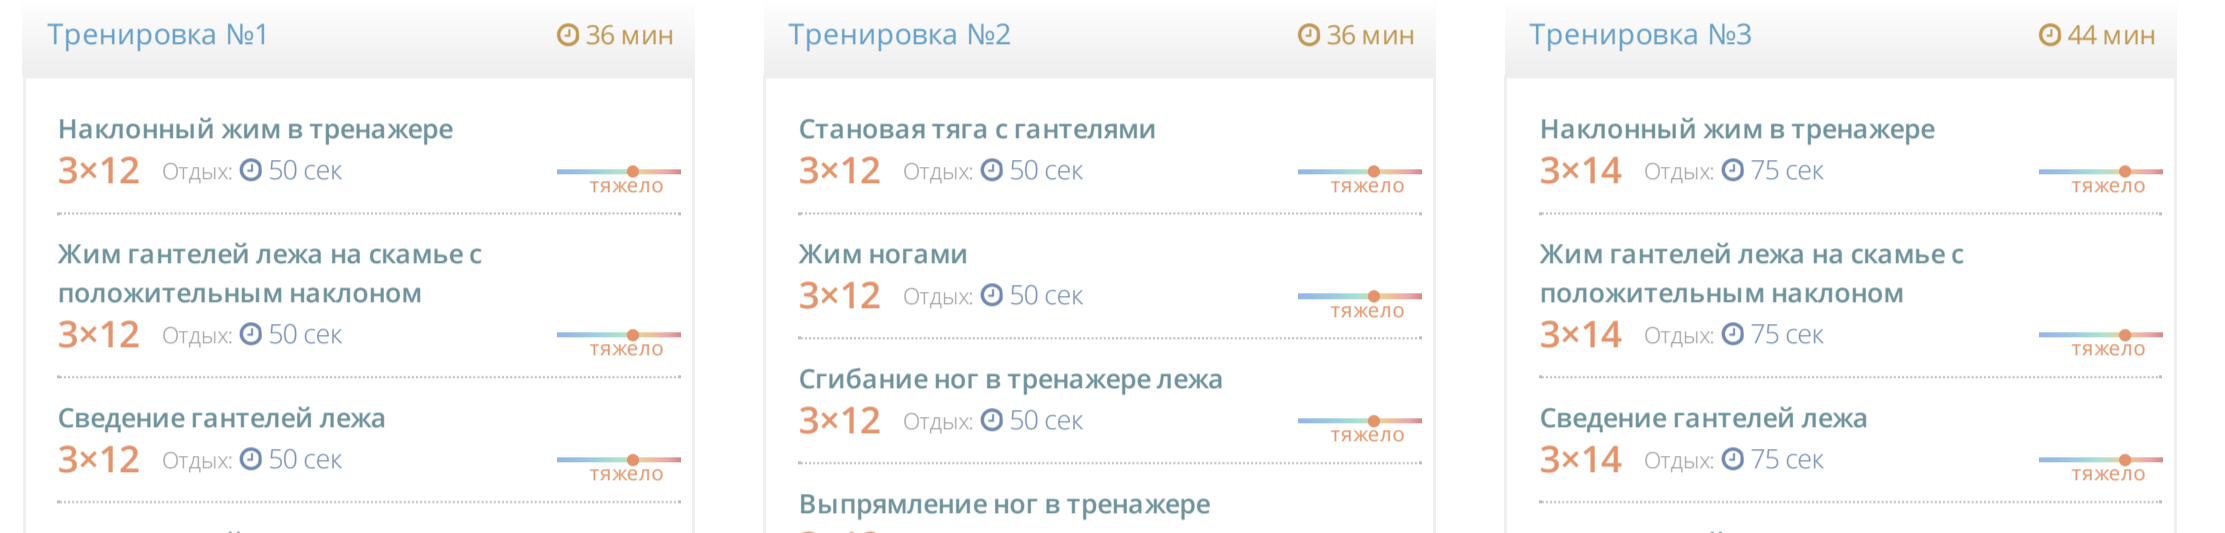 Тренировка №1
36 мин
Наклонный жим в тренажере
3×12 Отдых: 50 сек
тяжело
Жим гантелей лежа на скамье с
положительным наклоном
3×12 Отдых: 50 сек
тяжело
Сведение гантелей лежа
3×12 Отдых: 50 сек
тяжело
Тренировка №2
36 мин
Становая тяга с гантелями
3×12 Отдых: 50 сек
тяжело
Жим ногами
3×12 Отдых: 50 сек
тяжело
Сгибание ног в тренажере лежа
3×12 Отдых: 50 сек
тяжело
Выпрямление ног в тренажере
Тренировка №3
44 мин
Наклонный жим в тренажере
3×14 Отдых: 75 сек
тяжело
Жим гантелей лежа на скамье с
положительным наклоном
3×14 Отдых: 75 сек
тяжело
Сведение гантелей лежа
3×14 Отдых: 75 сек
тяжело